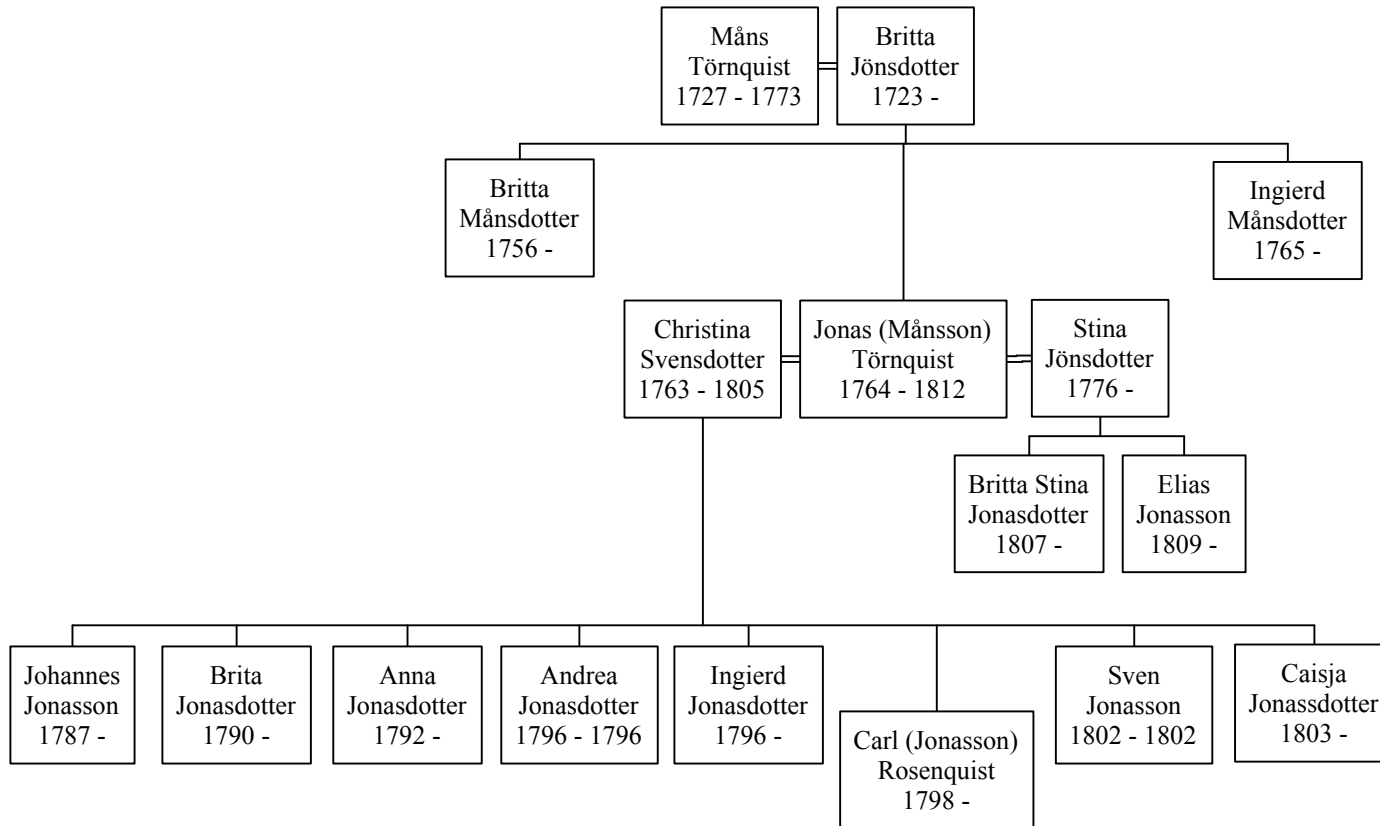 Måns
Törnquist
1727 - 1773
Britta
Jönsdotter
1723 -
Britta
Månsdotter
1756 -
Ingierd
Månsdotter
1765 -
Christina
Svensdotter
1763 - 1805
Jonas (Månsson)
Törnquist
1764 - 1812
Stina
Jönsdotter
1776 -
Britta Stina
Jonasdotter
1807 -
Elias
Jonasson
1809 -
Johannes
Jonasson
1787 -
Brita
Jonasdotter
1790 -
Anna
Jonasdotter
1792 -
Andrea
Jonasdotter
1796 - 1796
Ingierd
Jonasdotter
1796 -
Carl (Jonasson)
Rosenquist
1798 -
Sven
Jonasson
1802 - 1802
Caisja
Jonassdotter
1803 -